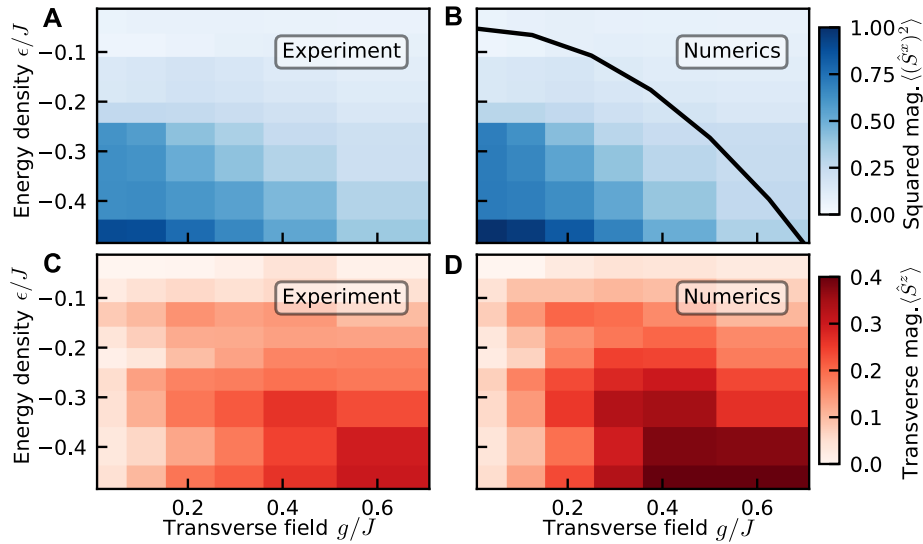 A
Experiment
Energy density ϵ/J
−0.1
−0.2
−0.3
−0.4
B
Numerics
1.00
0.75
0.50
0.25
0.00
Squared mag. ⟨(Ŝˣ)²⟩
C
Experiment
Energy density ϵ/J
−0.1
−0.2
−0.3
−0.4
0.2
0.4
0.6
Transverse field g/J
D
Numerics
0.2
0.4
0.6
Transverse field g/J
0.4
0.3
0.2
0.1
0.0
Transverse mag. ⟨Ŝᶻ⟩